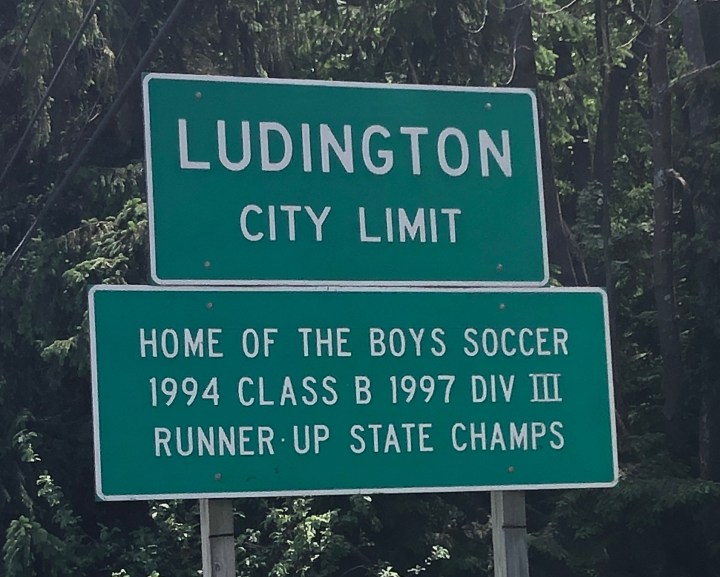 LUDINGTON
CITY LIMIT
HOME OF THE BOYS SOCCER
1994 CLASS B 1997 DIV III
RUNNER·UP STATE CHAMPS